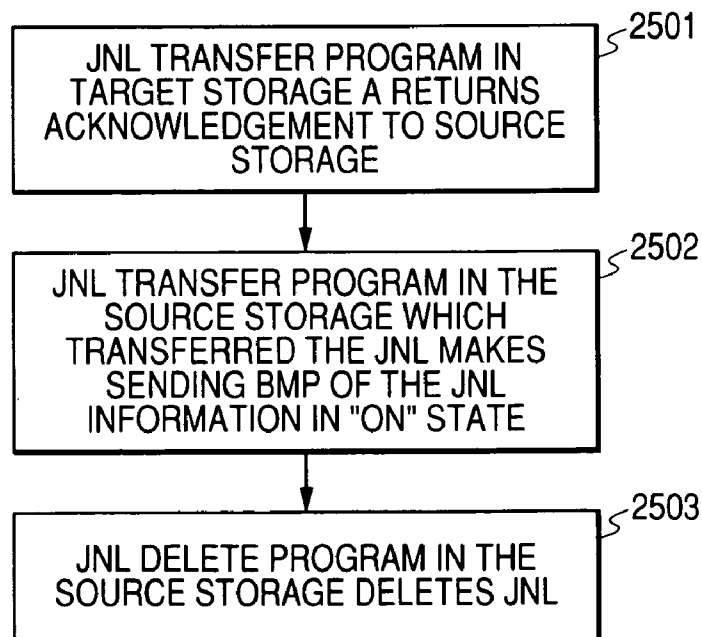 2501
JNL TRANSFER PROGRAM IN
TARGET STORAGE A RETURNS
ACKNOWLEDGEMENT TO SOURCE
STORAGE
2502
JNL TRANSFER PROGRAM IN THE
SOURCE STORAGE WHICH
TRANSFERRED THE JNL MAKES
SENDING BMP OF THE JNL
INFORMATION IN "ON" STATE
2503
JNL DELETE PROGRAM IN THE
SOURCE STORAGE DELETES JNL